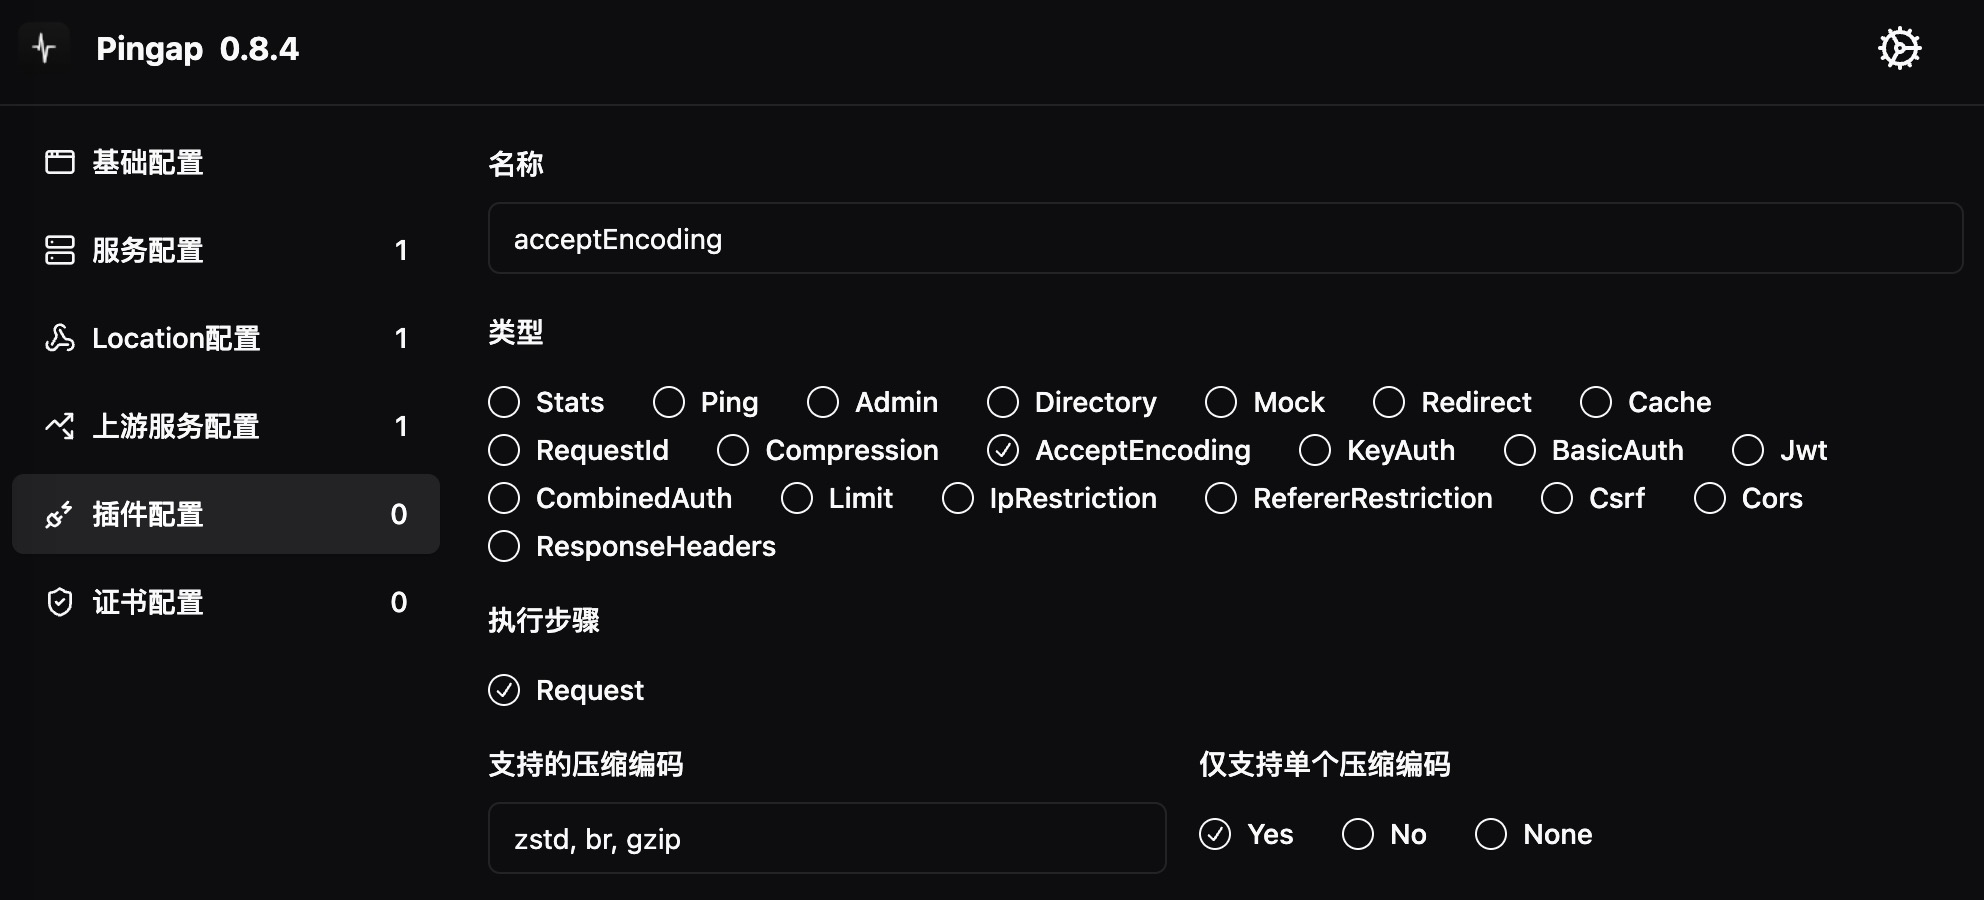 Pingap 0.8.4
基础配置
服务配置 1
Location配置 1
上游服务配置 1
插件配置 0
证书配置 0
名称
acceptEncoding
类型
Stats Ping Admin Directory Mock Redirect Cache
RequestId Compression AcceptEncoding KeyAuth BasicAuth Jwt
CombinedAuth Limit IpRestriction RefererRestriction Csrf Cors
ResponseHeaders
执行步骤
Request
支持的压缩编码
zstd, br, gzip
仅支持单个压缩编码
Yes No None